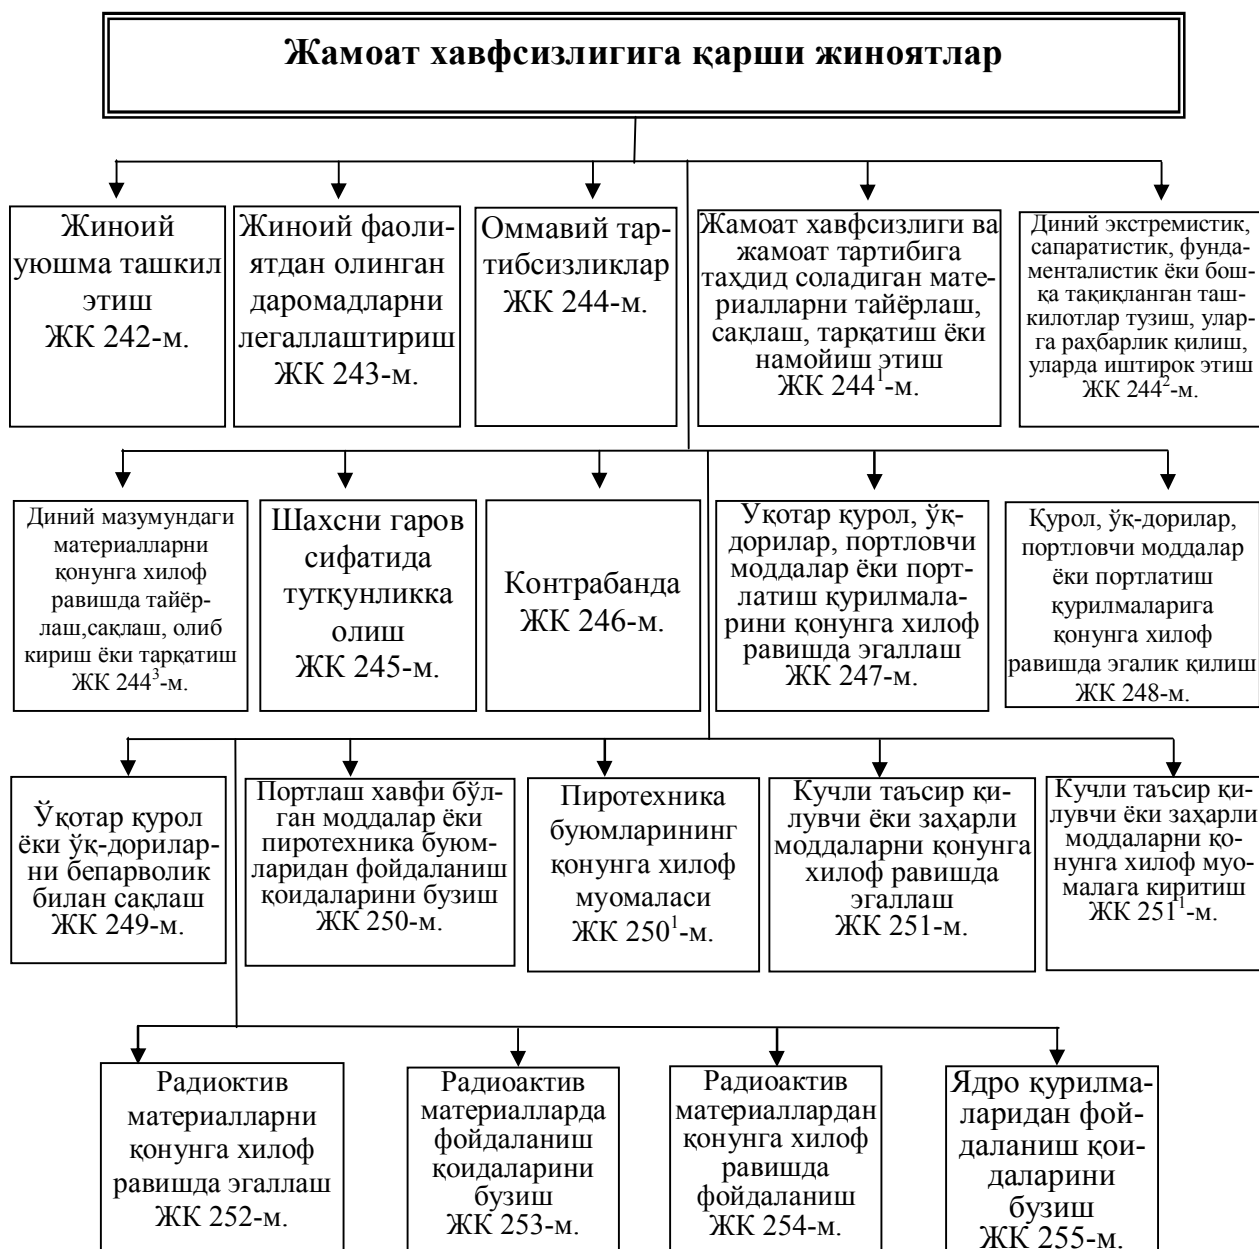 Жамоат хавфсизлигига қарши жиноятлар
Жиноий
уюшма ташкил
этиш
ЖК 242-м.
Жиноий фаоли-
ятдан олинган
даромадларни
легаллаштириш
ЖК 243-м.
Оммавий тар-
тибсизликлар
ЖК 244-м.
Жамоат хавфсизлиги ва
жамоат тартибига
таҳдид соладиган мате-
риалларни тайёрлаш,
сақлаш, тарқатиш ёки
намойиш этиш
ЖК 244¹-м.
Диний экстремистик,
сапаратистик, фунда-
менталистик ёки бош-
қа тақиқланган таш-
килотлар тузиш, улар-
га раҳбарлик қилиш,
уларда иштирок этиш
ЖК 244²-м.
Диний мазумундаги
материалларни
қонунга хилоф
равишда тайёр-
лаш,сақлаш, олиб
кириш ёки тарқатиш
ЖК 244³-м.
Шахсни гаров
сифатида
тутқунликка
олиш
ЖК 245-м.
Контрабанда
ЖК 246-м.
Уқотар қурол, ўқ-
дорилар, портловчи
моддалар ёки порт-
латиш қурилмала-
рини қонунга хилоф
равишда эгаллаш
ЖК 247-м.
Қурол, ўқ-дорилар,
портловчи моддалар
ёки портлатиш
қурилмаларига
қонунга хилоф
равишда эгалик қилиш
ЖК 248-м.
Ўқотар қурол
ёки ўқ-дорилар-
ни бепарволик
билан сақлаш
ЖК 249-м.
Портлаш хавфи бўл-
ган моддалар ёки
пиротехника буюм-
ларидан фойдаланиш
қоидаларини бузиш
ЖК 250-м.
Пиротехника
буюмларининг
қонунга хилоф
муомаласи
ЖК 250¹-м.
Кучли таъсир қи-
лувчи ёки заҳарли
моддаларни қонунга
хилоф равишда
эгаллаш
ЖК 251-м.
Кучли таъсир қи-
лувчи ёки заҳарли
моддаларни қо-
нунга хилоф муо-
малага киритиш
ЖК 251¹-м.
Радиоктив
материалларни
қонунга хилоф
равишда эгаллаш
ЖК 252-м.
Радиоактив
материалларда
фойдаланиш
қоидаларини
бузиш
ЖК 253-м.
Радиоактив
материаллардан
қонунга хилоф
равишда
фойдаланиш
ЖК 254-м.
Ядро қурилма-
ларидан фой-
даланиш қои-
даларини
бузиш
ЖК 255-м.